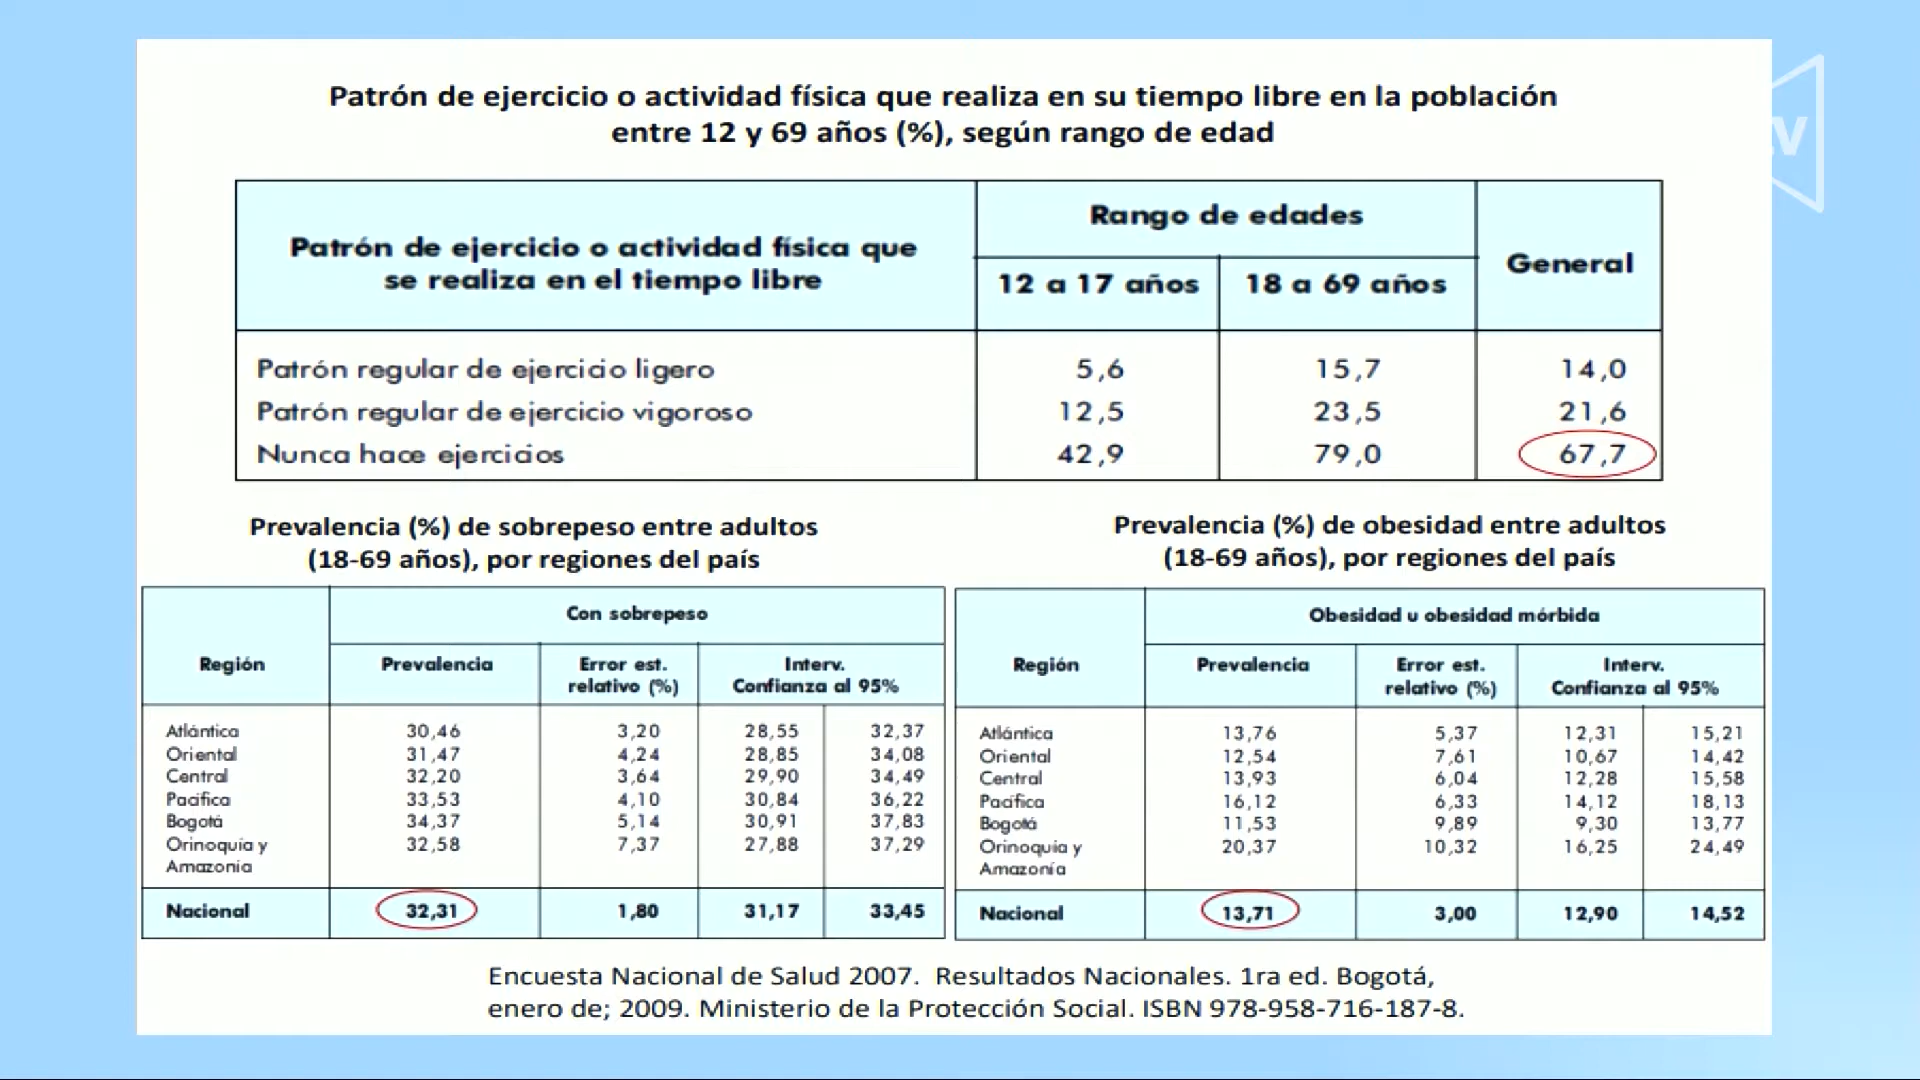 Patrón de ejercicio o actividad física que realiza en su tiempo libre en la población
entre 12 y 69 años (%), según rango de edad
Patrón de ejercicio o actividad física que
se realiza en el tiempo libre
Rango de edades
General
12 a 17 años 18 a 69 años
Patrón regular de ejercicio ligero 5,6 15,7 14,0
Patrón regular de ejercicio vigoroso 12,5 23,5 21,6
Nunca hace ejercicios 42,9 79,0 67,7
Prevalencia (%) de sobrepeso entre adultos
(18-69 años), por regiones del país
Región
Con sobrepeso
Prevalencia
Error est.
relativo (%)
Interv.
Confianza al 95%
Atlántica 30,46 3,20 28,55 32,37
Oriental 31,47 4,24 28,85 34,08
Central 32,20 3,64 29,90 34,49
Pacífica 33,53 4,10 30,84 36,22
Bogotá 34,37 5,14 30,91 37,83
Orinoquia y 32,58 7,37 27,88 37,29
Amazonia
Nacional 32,31 1,80 31,17 33,45
Prevalencia (%) de obesidad entre adultos
(18-69 años), por regiones del país
Región
Obesidad u obesidad mórbida
Prevalencia
Error est.
relativo (%)
Interv.
Confianza al 95%
Atlántica 13,76 5,37 12,31 15,21
Oriental 12,54 7,61 10,67 14,42
Central 13,93 6,04 12,28 15,58
Pacífica 16,12 6,33 14,12 18,13
Bogotá 11,53 9,89 9,30 13,77
Orinoquia y 20,37 10,32 16,25 24,49
Amazonía
Nacional 13,71 3,00 12,90 14,52
Encuesta Nacional de Salud 2007. Resultados Nacionales. 1ra ed. Bogotá,
enero de; 2009. Ministerio de la Protección Social. ISBN 978-958-716-187-8.